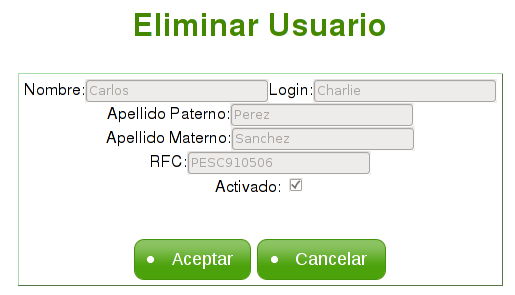 Eliminar Usuario
Nombre: Carlos Login: Charlie
Apellido Paterno: Perez
Apellido Materno: Sanchez
RFC: PESC910506
Activado:
Aceptar Cancelar